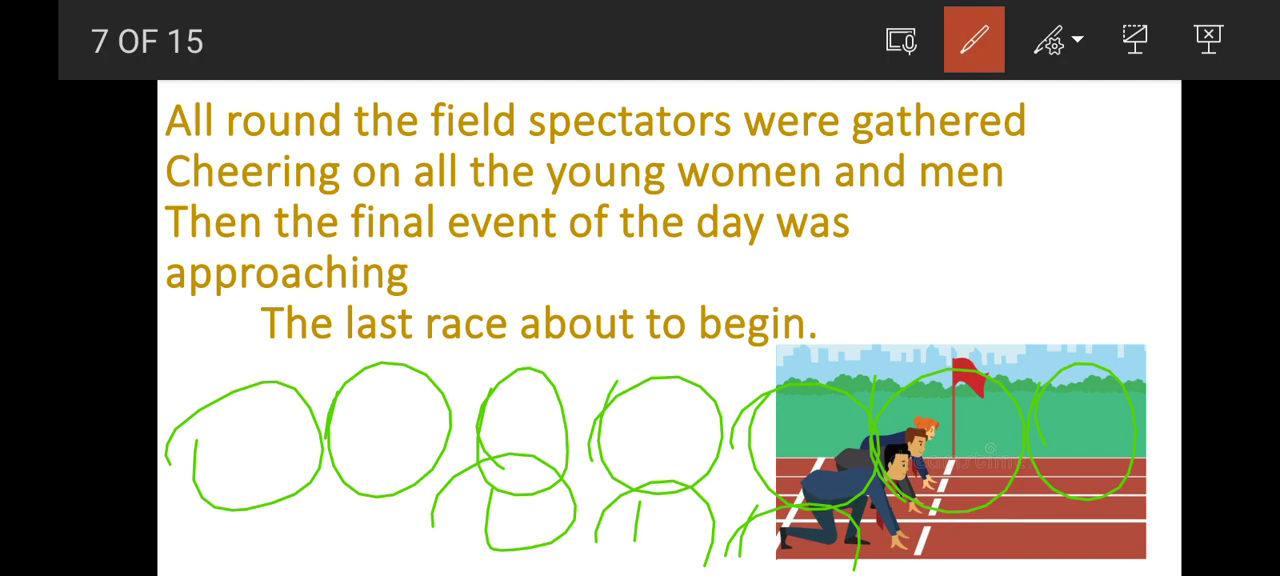 7 OF 15
All round the field spectators were gathered
Cheering on all the young women and men
Then the final event of the day was
approaching
The last race about to begin.